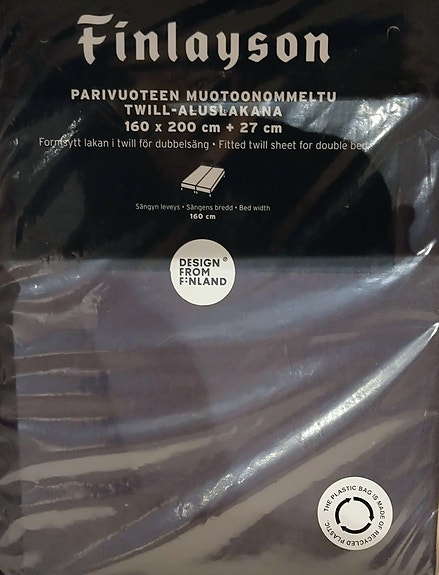 Finlayson
PARIVUOTEEN MUOTOONOMMELTU
TWILL-ALUSLAKANA
160 x 200 cm + 27 cm
Formsytt lakan i twill för dubbelsäng • Fitted twill sheet for double bed
Sängyn leveys • Sängens bredd • Bed width
160 cm
DESIGN ®
FROM
FINLAND
THE PLASTIC BAG IS MADE OF RECYCLED PLASTIC.